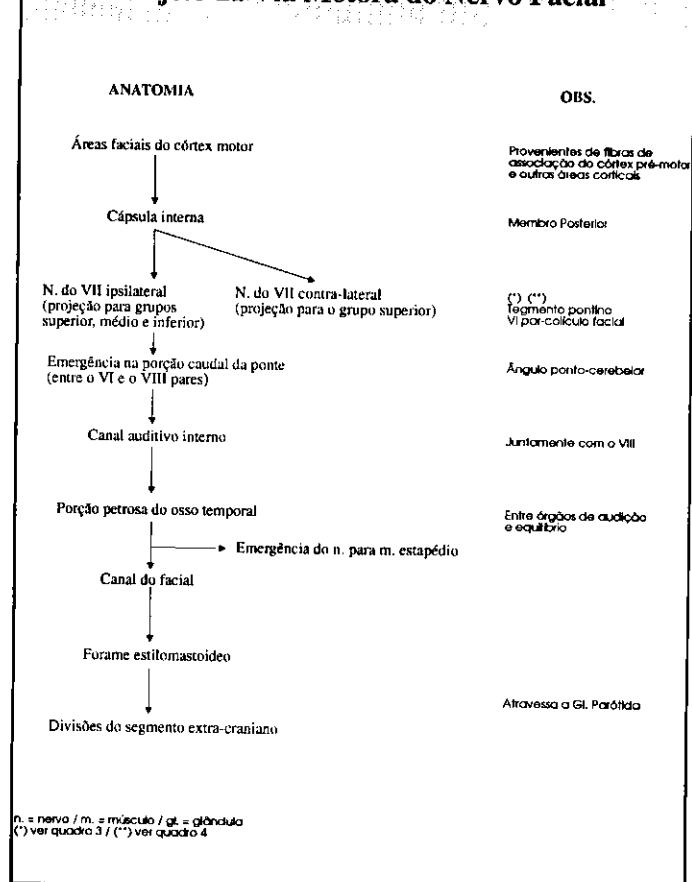 Via Motora do Nervo Facial
ANATOMIA
OBS.
Áreas faciais do córtex motor
Provenientes de fibras de
associação do córtex pré-motor
e outras áreas corticais
Cápsula interna
Membro Posterior
N. do VII ipsilateral
(projeção para grupos
superior, médio e inferior)
N. do VII contra-lateral
(projeção para o grupo superior)
(*) (**)
Tegmento pontino
VI par-colículo facial
Emergência na porção caudal da ponte
(entre o VI e o VIII pares)
Ângulo ponto-cerebelar
Canal auditivo interno
Juntamente com o VIII
Porção petrosa do osso temporal
Entre órgãos de audição
e equilíbrio
Emergência do n. para m. estapédio
Canal do facial
Forame estilomastoideo
Atravessa a Gl. Parótida
Divisões do segmento extra-craniano
n. = nervo / m. = músculo / gl. = glândula
(*) ver quadro 3 / (**) ver quadro 4